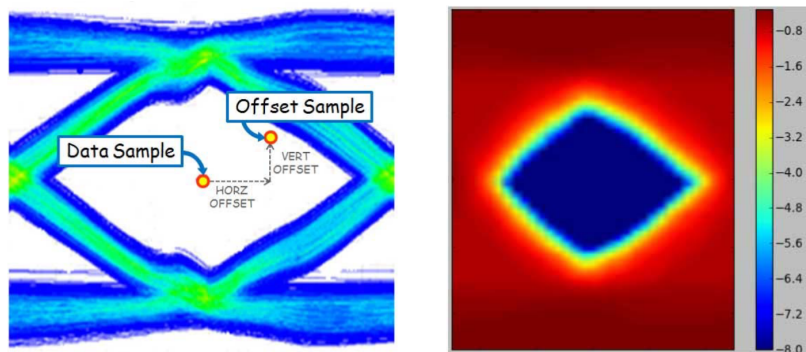 Offset Sample
Data Sample
VERT
OFFSET
HORZ
OFFSET
−0.8
−1.6
−2.4
−3.2
−4.0
−4.8
−5.6
−6.4
−7.2
−8.0